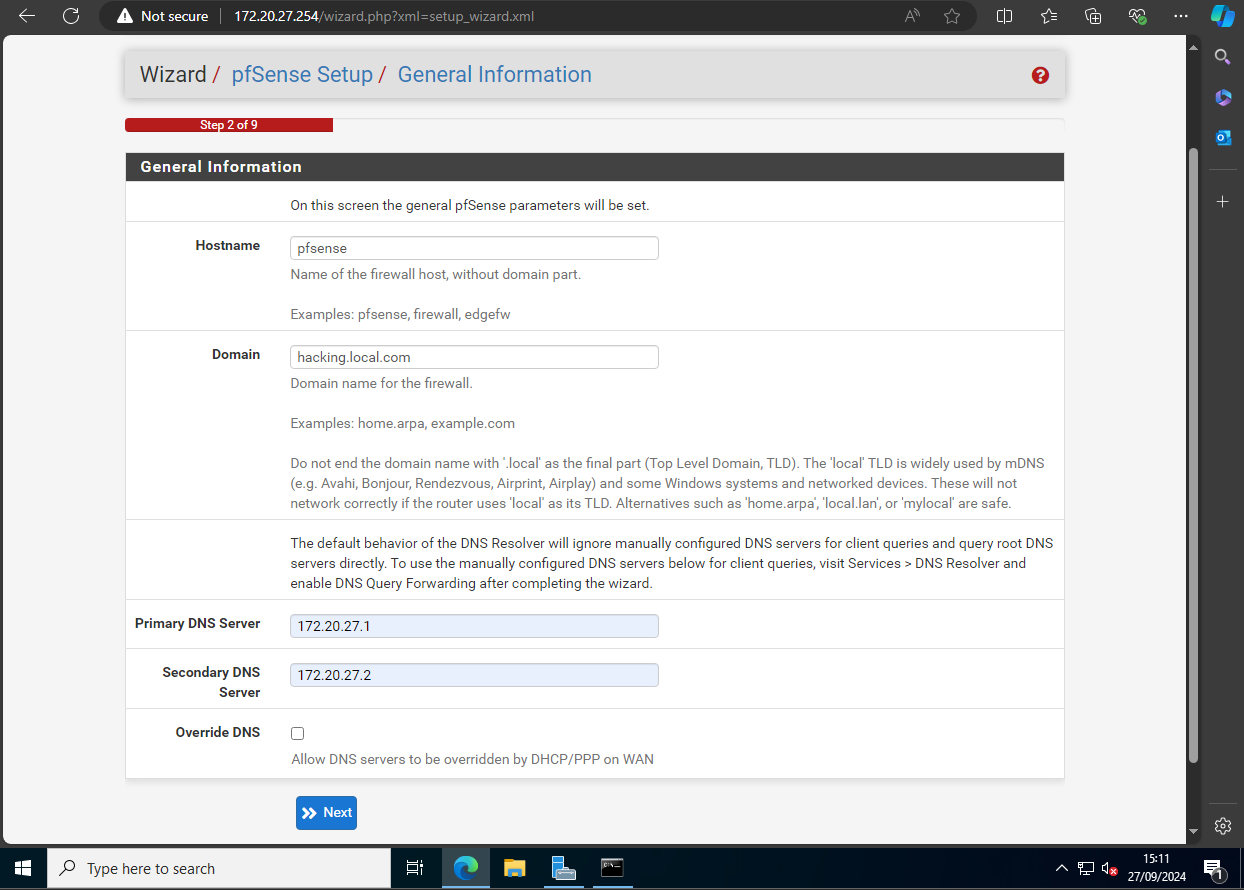 Not secure
172.20.27.254/wizard.php?xml=setup_wizard.xml
Wizard / pfSense Setup / General Information
Step 2 of 9
General Information
On this screen the general pfSense parameters will be set.
Hostname
pfsense
Name of the firewall host, without domain part.
Examples: pfsense, firewall, edgefw
Domain
hacking.local.com
Domain name for the firewall.
Examples: home.arpa, example.com
Do not end the domain name with '.local' as the final part (Top Level Domain, TLD). The 'local' TLD is widely used by mDNS
(e.g. Avahi, Bonjour, Rendezvous, Airprint, Airplay) and some Windows systems and networked devices. These will not
network correctly if the router uses 'local' as its TLD. Alternatives such as 'home.arpa', 'local.lan', or 'mylocal' are safe.
The default behavior of the DNS Resolver will ignore manually configured DNS servers for client queries and query root DNS
servers directly. To use the manually configured DNS servers below for client queries, visit Services > DNS Resolver and
enable DNS Query Forwarding after completing the wizard.
Primary DNS Server
172.20.27.1
Secondary DNS
Server
172.20.27.2
Override DNS
Allow DNS servers to be overridden by DHCP/PPP on WAN
Next
Type here to search
15:11
27/09/2024
1